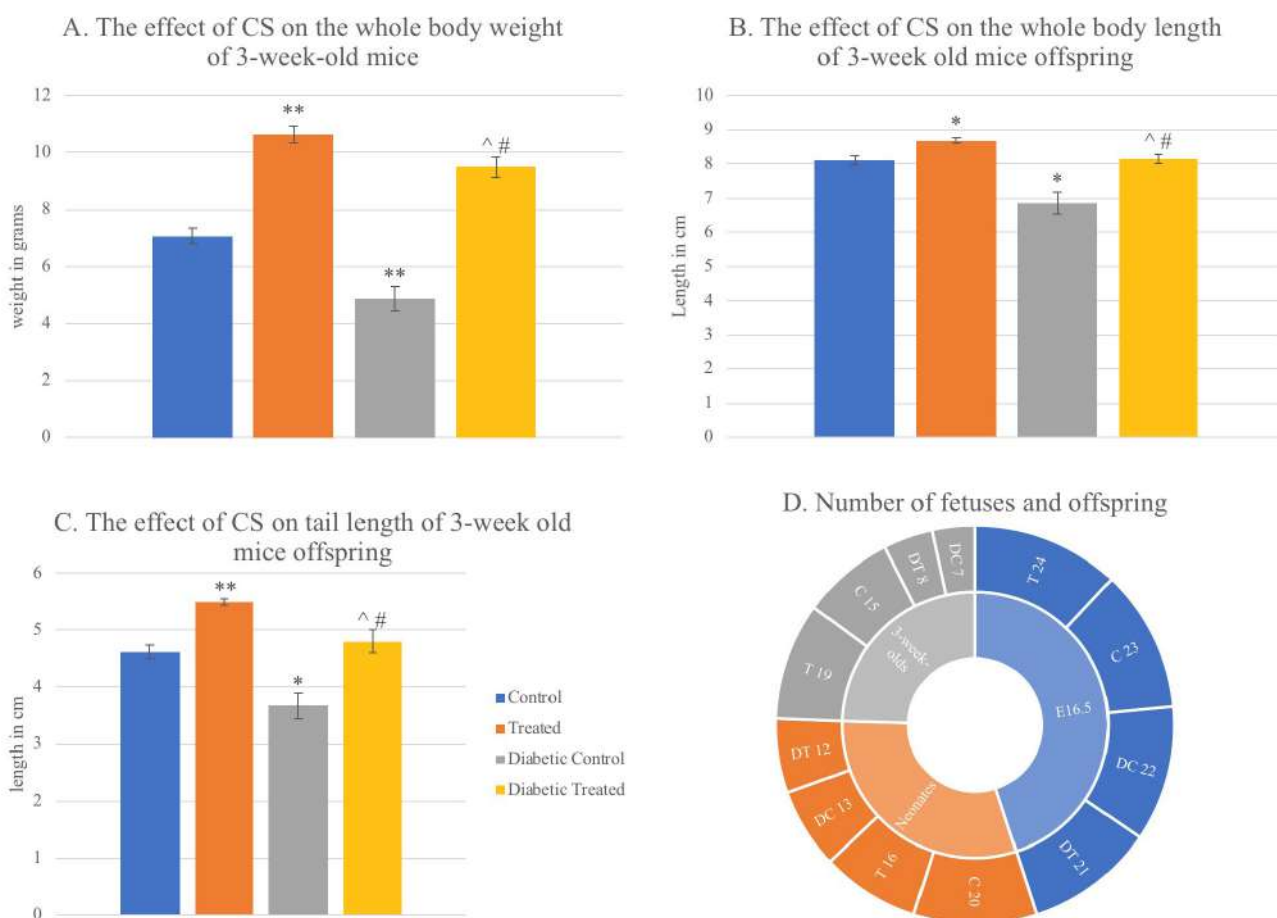 A. The effect of CS on the whole body weight
of 3-week-old mice
12
10
8
6
4
2
0
weight in grams
**
**
^ #
B. The effect of CS on the whole body length
of 3-week old mice offspring
10
9
8
7
6
5
4
3
2
1
0
Length in cm
*
*
^ #
C. The effect of CS on tail length of 3-week old
mice offspring
6
5
4
3
2
1
0
length in cm
**
*
^ #
Control
Treated
Diabetic Control
Diabetic Treated
D. Number of fetuses and offspring
T 24
C 23
DC 22
DT 21
E16.5
C 20
T 16
DC 13
DT 12
Neonates
T 19
C 15
DT 8
DC 7
3-week-
olds